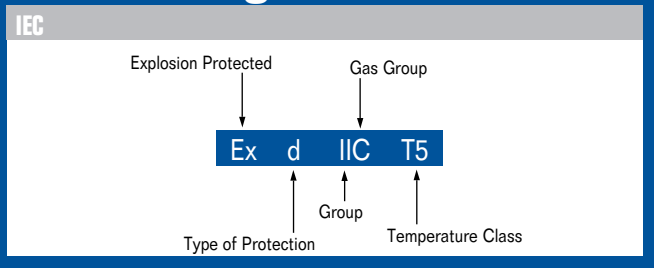 IEC
Explosion Protected
Gas Group
Ex d IIC T5
Group
Type of Protection
Temperature Class